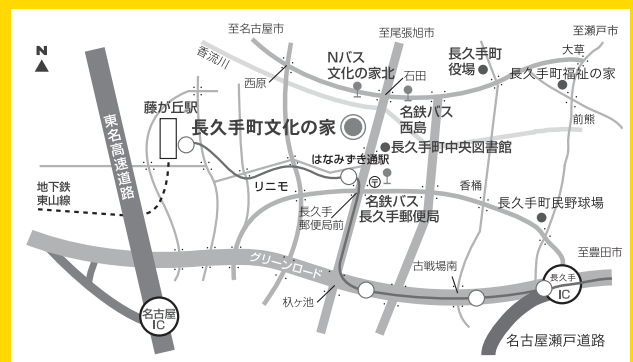 至名古屋市
至尾張旭市
至瀬戸市
N
香流川
Nバス
文化の家北
長久手町
役場
大草
西原
石田
長久手町福祉の家
藤が丘駅
名鉄バス
西島
前熊
長久手町文化の家
東名高速道路
長久手町中央図書館
はなみずき通駅
地下鉄
東山線
リニモ
香桶
長久手
郵便局前
名鉄バス
長久手郵便局
長久手町民野球場
至豊田市
グリーンロード
古戦場南
長久手
IC
杁ヶ池
名古屋
IC
名古屋瀬戸道路